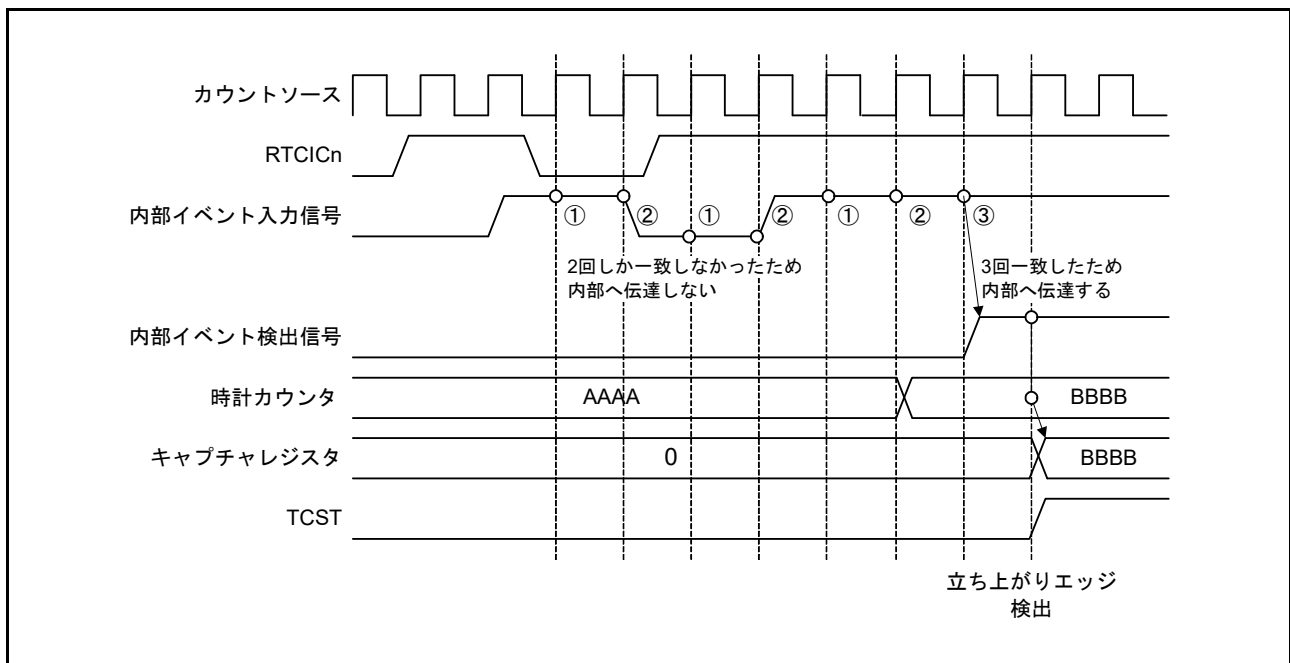 カウントソース
RTCICn
内部イベント入力信号
① ② ① ② ① ② ③
2回しか一致しなかったため
内部へ伝達しない
3回一致したため
内部へ伝達する
内部イベント検出信号
時計カウンタ
AAAA
BBBB
キャプチャレジスタ
0
BBBB
TCST
立ち上がりエッジ
検出